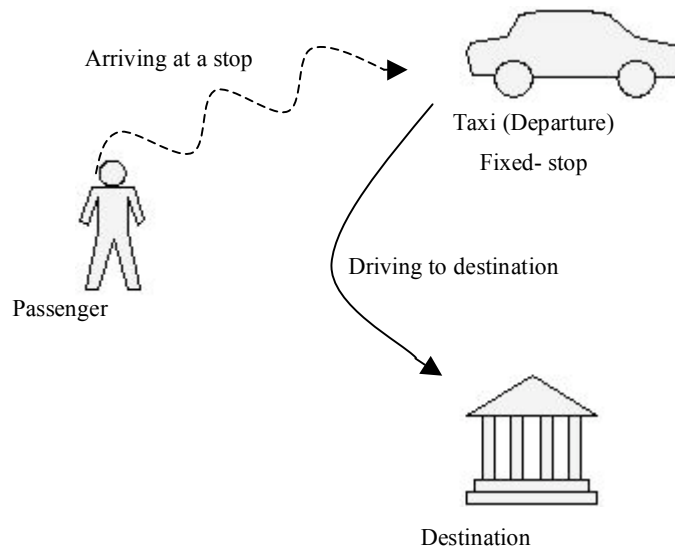 Arriving at a stop
Taxi (Departure)
Fixed- stop
Driving to destination
Passenger
Destination